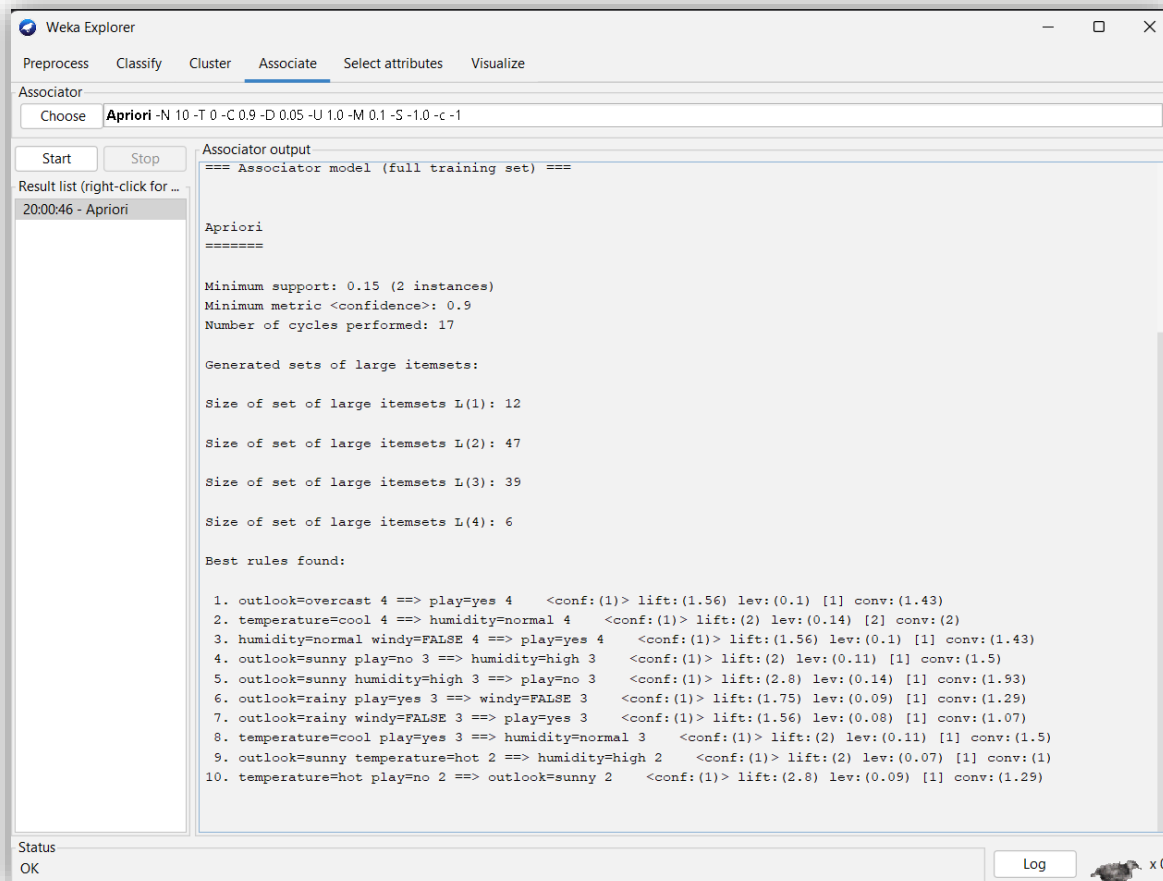 Weka Explorer
Preprocess Classify Cluster Associate Select attributes Visualize
Associator
Choose Apriori -N 10 -T 0 -C 0.9 -D 0.05 -U 1.0 -M 0.1 -S -1.0 -c -1
Start Stop
Result list (right-click for ...
20:00:46 - Apriori
Associator output
=== Associator model (full training set) ===
Apriori
=======
Minimum support: 0.15 (2 instances)
Minimum metric <confidence>: 0.9
Number of cycles performed: 17
Generated sets of large itemsets:
Size of set of large itemsets L(1): 12
Size of set of large itemsets L(2): 47
Size of set of large itemsets L(3): 39
Size of set of large itemsets L(4): 6
Best rules found:
1. outlook=overcast 4 ==> play=yes 4 <conf:(1)> lift:(1.56) lev:(0.1) [1] conv:(1.43)
2. temperature=cool 4 ==> humidity=normal 4 <conf:(1)> lift:(2) lev:(0.14) [2] conv:(2)
3. humidity=normal windy=FALSE 4 ==> play=yes 4 <conf:(1)> lift:(1.56) lev:(0.1) [1] conv:(1.43)
4. outlook=sunny play=no 3 ==> humidity=high 3 <conf:(1)> lift:(2) lev:(0.11) [1] conv:(1.5)
5. outlook=sunny humidity=high 3 ==> play=no 3 <conf:(1)> lift:(2.8) lev:(0.14) [1] conv:(1.93)
6. outlook=rainy play=yes 3 ==> windy=FALSE 3 <conf:(1)> lift:(1.75) lev:(0.09) [1] conv:(1.29)
7. outlook=rainy windy=FALSE 3 ==> play=yes 3 <conf:(1)> lift:(1.56) lev:(0.08) [1] conv:(1.07)
8. temperature=cool play=yes 3 ==> humidity=normal 3 <conf:(1)> lift:(2) lev:(0.11) [1] conv:(1.5)
9. outlook=sunny temperature=hot 2 ==> humidity=high 2 <conf:(1)> lift:(2) lev:(0.07) [1] conv:(1)
10. temperature=hot play=no 2 ==> outlook=sunny 2 <conf:(1)> lift:(2.8) lev:(0.09) [1] conv:(1.29)
Status
OK
Log
x 0